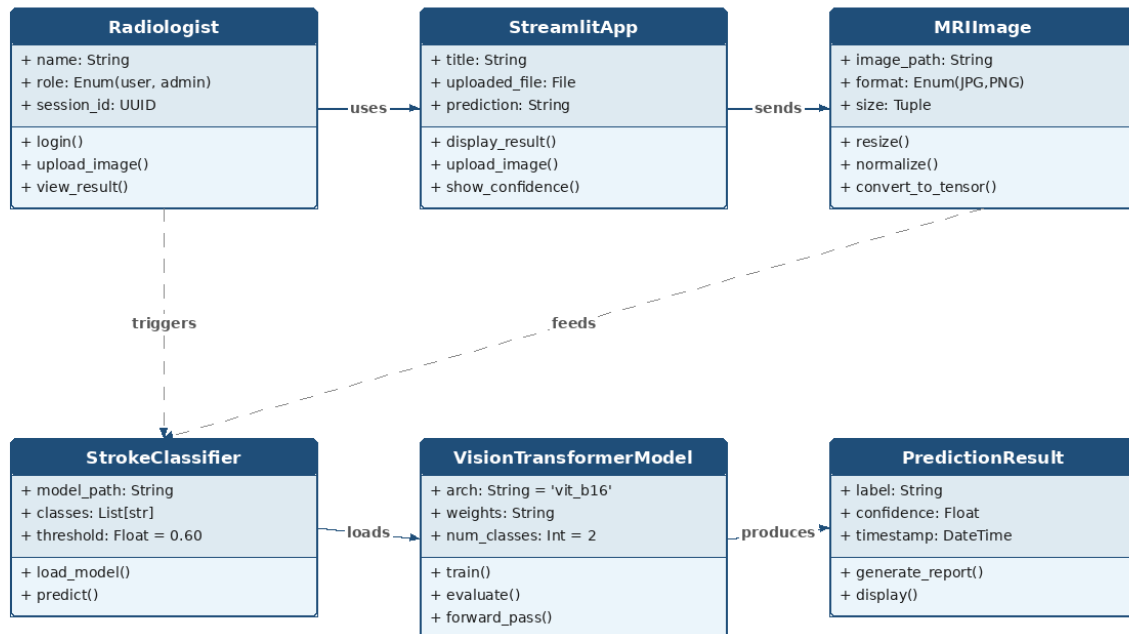 Radiologist
+ name: String
+ role: Enum(user, admin)
+ session_id: UUID
+ login()
+ upload_image()
+ view_result()
uses
StreamlitApp
+ title: String
+ uploaded_file: File
+ prediction: String
+ display_result()
+ upload_image()
+ show_confidence()
sends
MRIImage
+ image_path: String
+ format: Enum(JPG,PNG)
+ size: Tuple
+ resize()
+ normalize()
+ convert_to_tensor()
triggers
feeds
StrokeClassifier
+ model_path: String
+ classes: List[str]
+ threshold: Float = 0.60
+ load_model()
+ predict()
loads
VisionTransformerModel
+ arch: String = 'vit_b16'
+ weights: String
+ num_classes: Int = 2
+ train()
+ evaluate()
+ forward_pass()
produces
PredictionResult
+ label: String
+ confidence: Float
+ timestamp: DateTime
+ generate_report()
+ display()